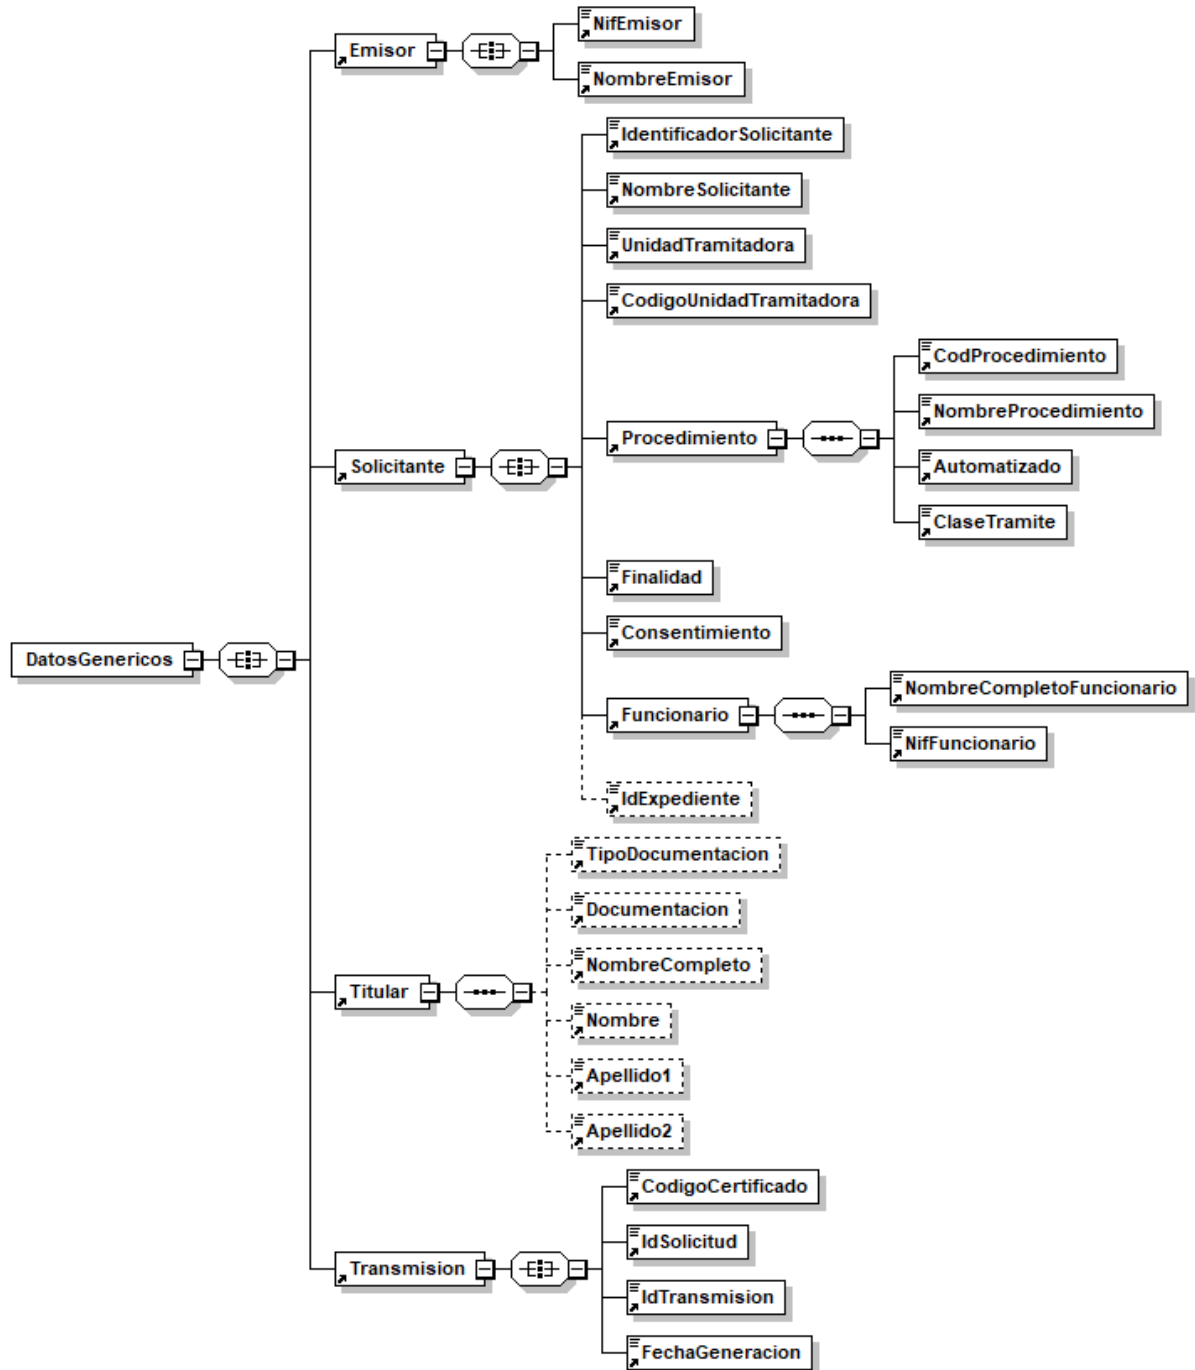 NifEmisor
Emisor
NombreEmisor
IdentificadorSolicitante
NombreSolicitante
UnidadTramitadora
CodigoUnidadTramitadora
CodProcedimiento
NombreProcedimiento
Procedimiento
Solicitante
Automatizado
ClaseTramite
Finalidad
Consentimiento
DatosGenericos
NombreCompletoFuncionario
Funcionario
NifFuncionario
IdExpediente
TipoDocumentacion
Documentacion
NombreCompleto
Titular
Nombre
Apellido1
Apellido2
CodigoCertificado
IdSolicitud
Transmision
IdTransmision
FechaGeneracion